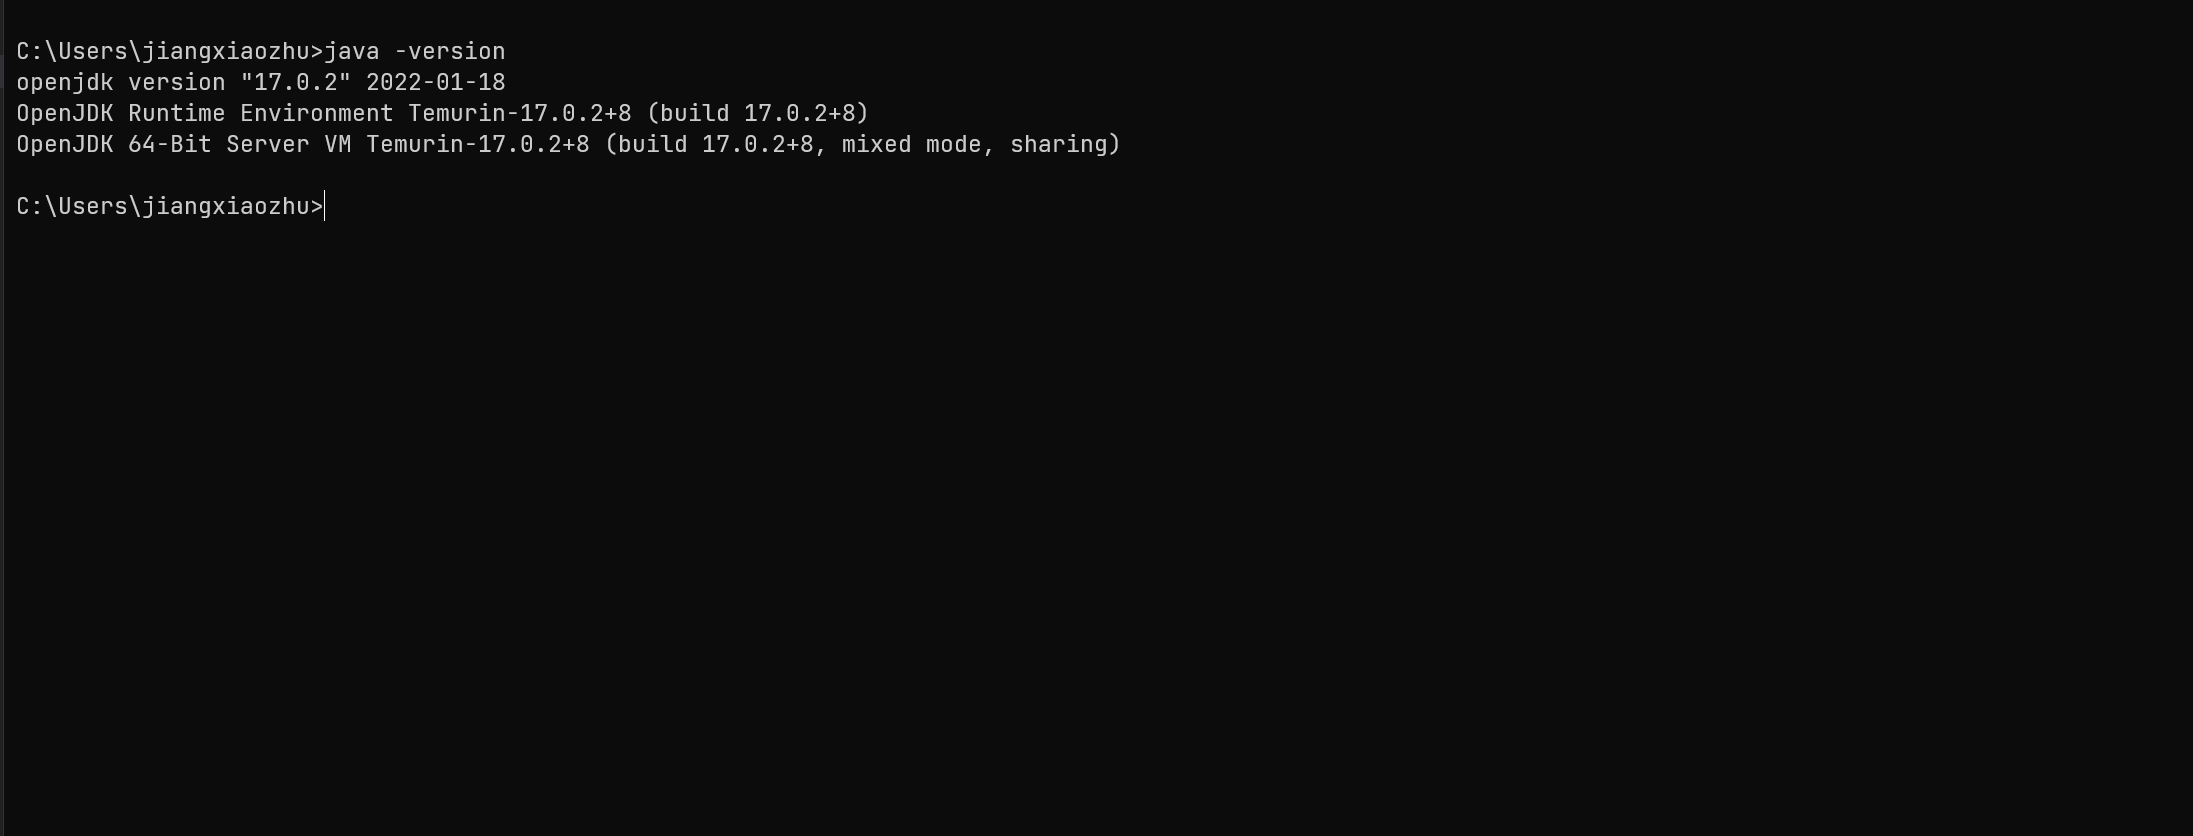 C:\Users\jiangxiaozhu>java -version
openjdk version "17.0.2" 2022-01-18
OpenJDK Runtime Environment Temurin-17.0.2+8 (build 17.0.2+8)
OpenJDK 64-Bit Server VM Temurin-17.0.2+8 (build 17.0.2+8, mixed mode, sharing)
C:\Users\jiangxiaozhu>